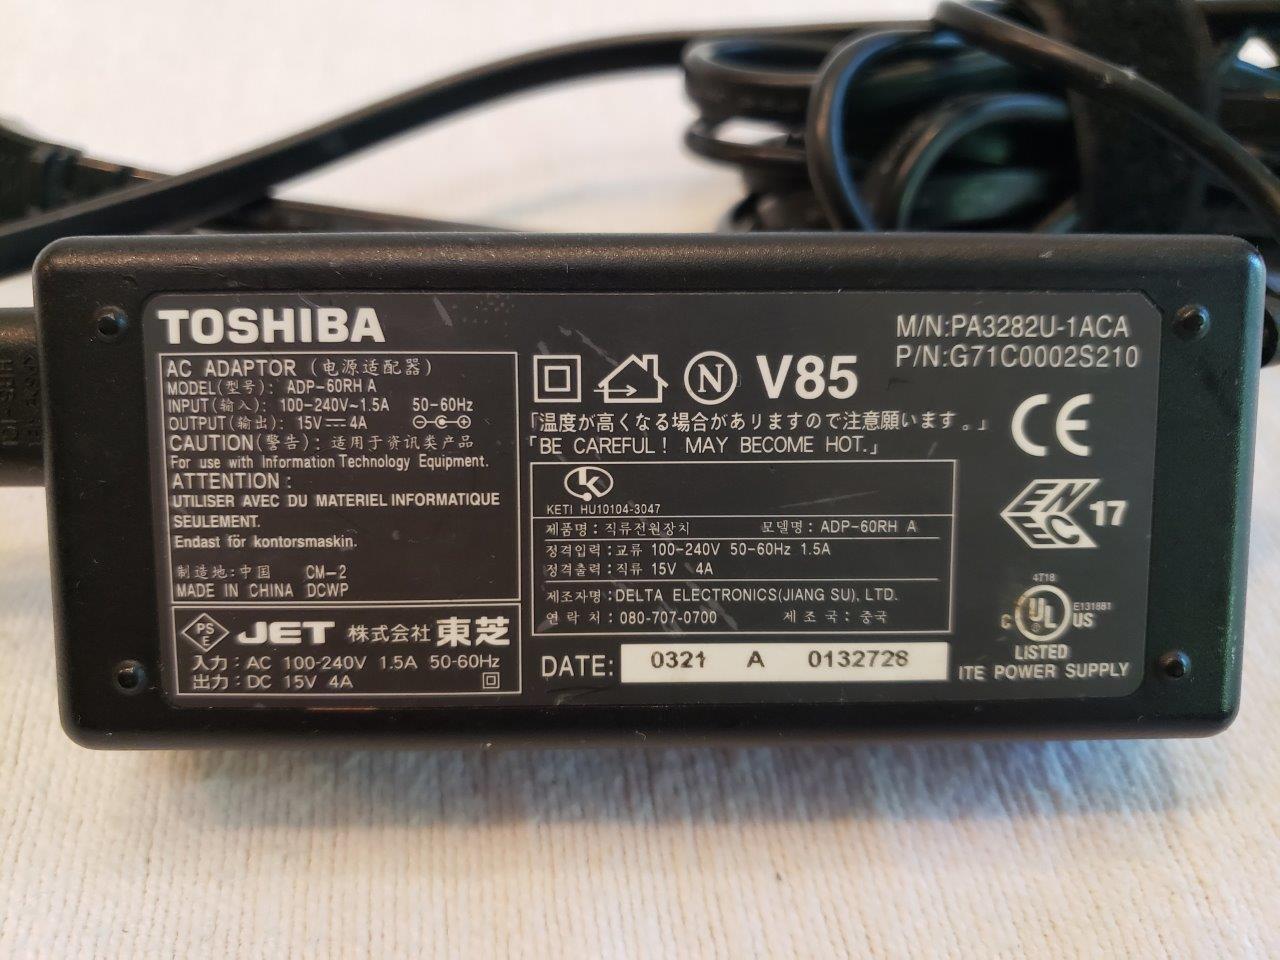 TOSHIBA
AC ADAPTOR (电源适配器)
MODEL(型号): ADP-60RH A
INPUT(输入): 100-240V~1.5A 50-60Hz
OUTPUT(输出): 15V⎓4A
CAUTION(警告): 适用于资讯类产品
For use with Information Technology Equipment.
ATTENTION :
UTILISER AVEC DU MATERIEL INFORMATIQUE
SEULEMENT.
Endast för kontorsmaskin.
制造地:中国 CM-2
MADE IN CHINA DCWP
PS
E
JET 株式会社 東芝
入力:AC 100-240V 1.5A 50-60Hz
出力:DC 15V 4A
M/N:PA3282U-1ACA
P/N:G71C0002S210
N V85
「温度が高くなる場合がありますので注意願います。」
「BE CAREFUL! MAY BECOME HOT.」
KETI HU10104-3047
제품명:직류전원장치 모델명: ADP-60RH A
정격입력:교류 100-240V 50-60Hz 1.5A
정격출력:직류 15V 4A
제조자명:DELTA ELECTRONICS(JIANG SU), LTD.
연 락 처 : 080-707-0700 제 조 국 : 중국
DATE: 0321 A 0132728
CE
ENEC 17
4T18
C UL US
E131881
®
LISTED
ITE POWER SUPPLY